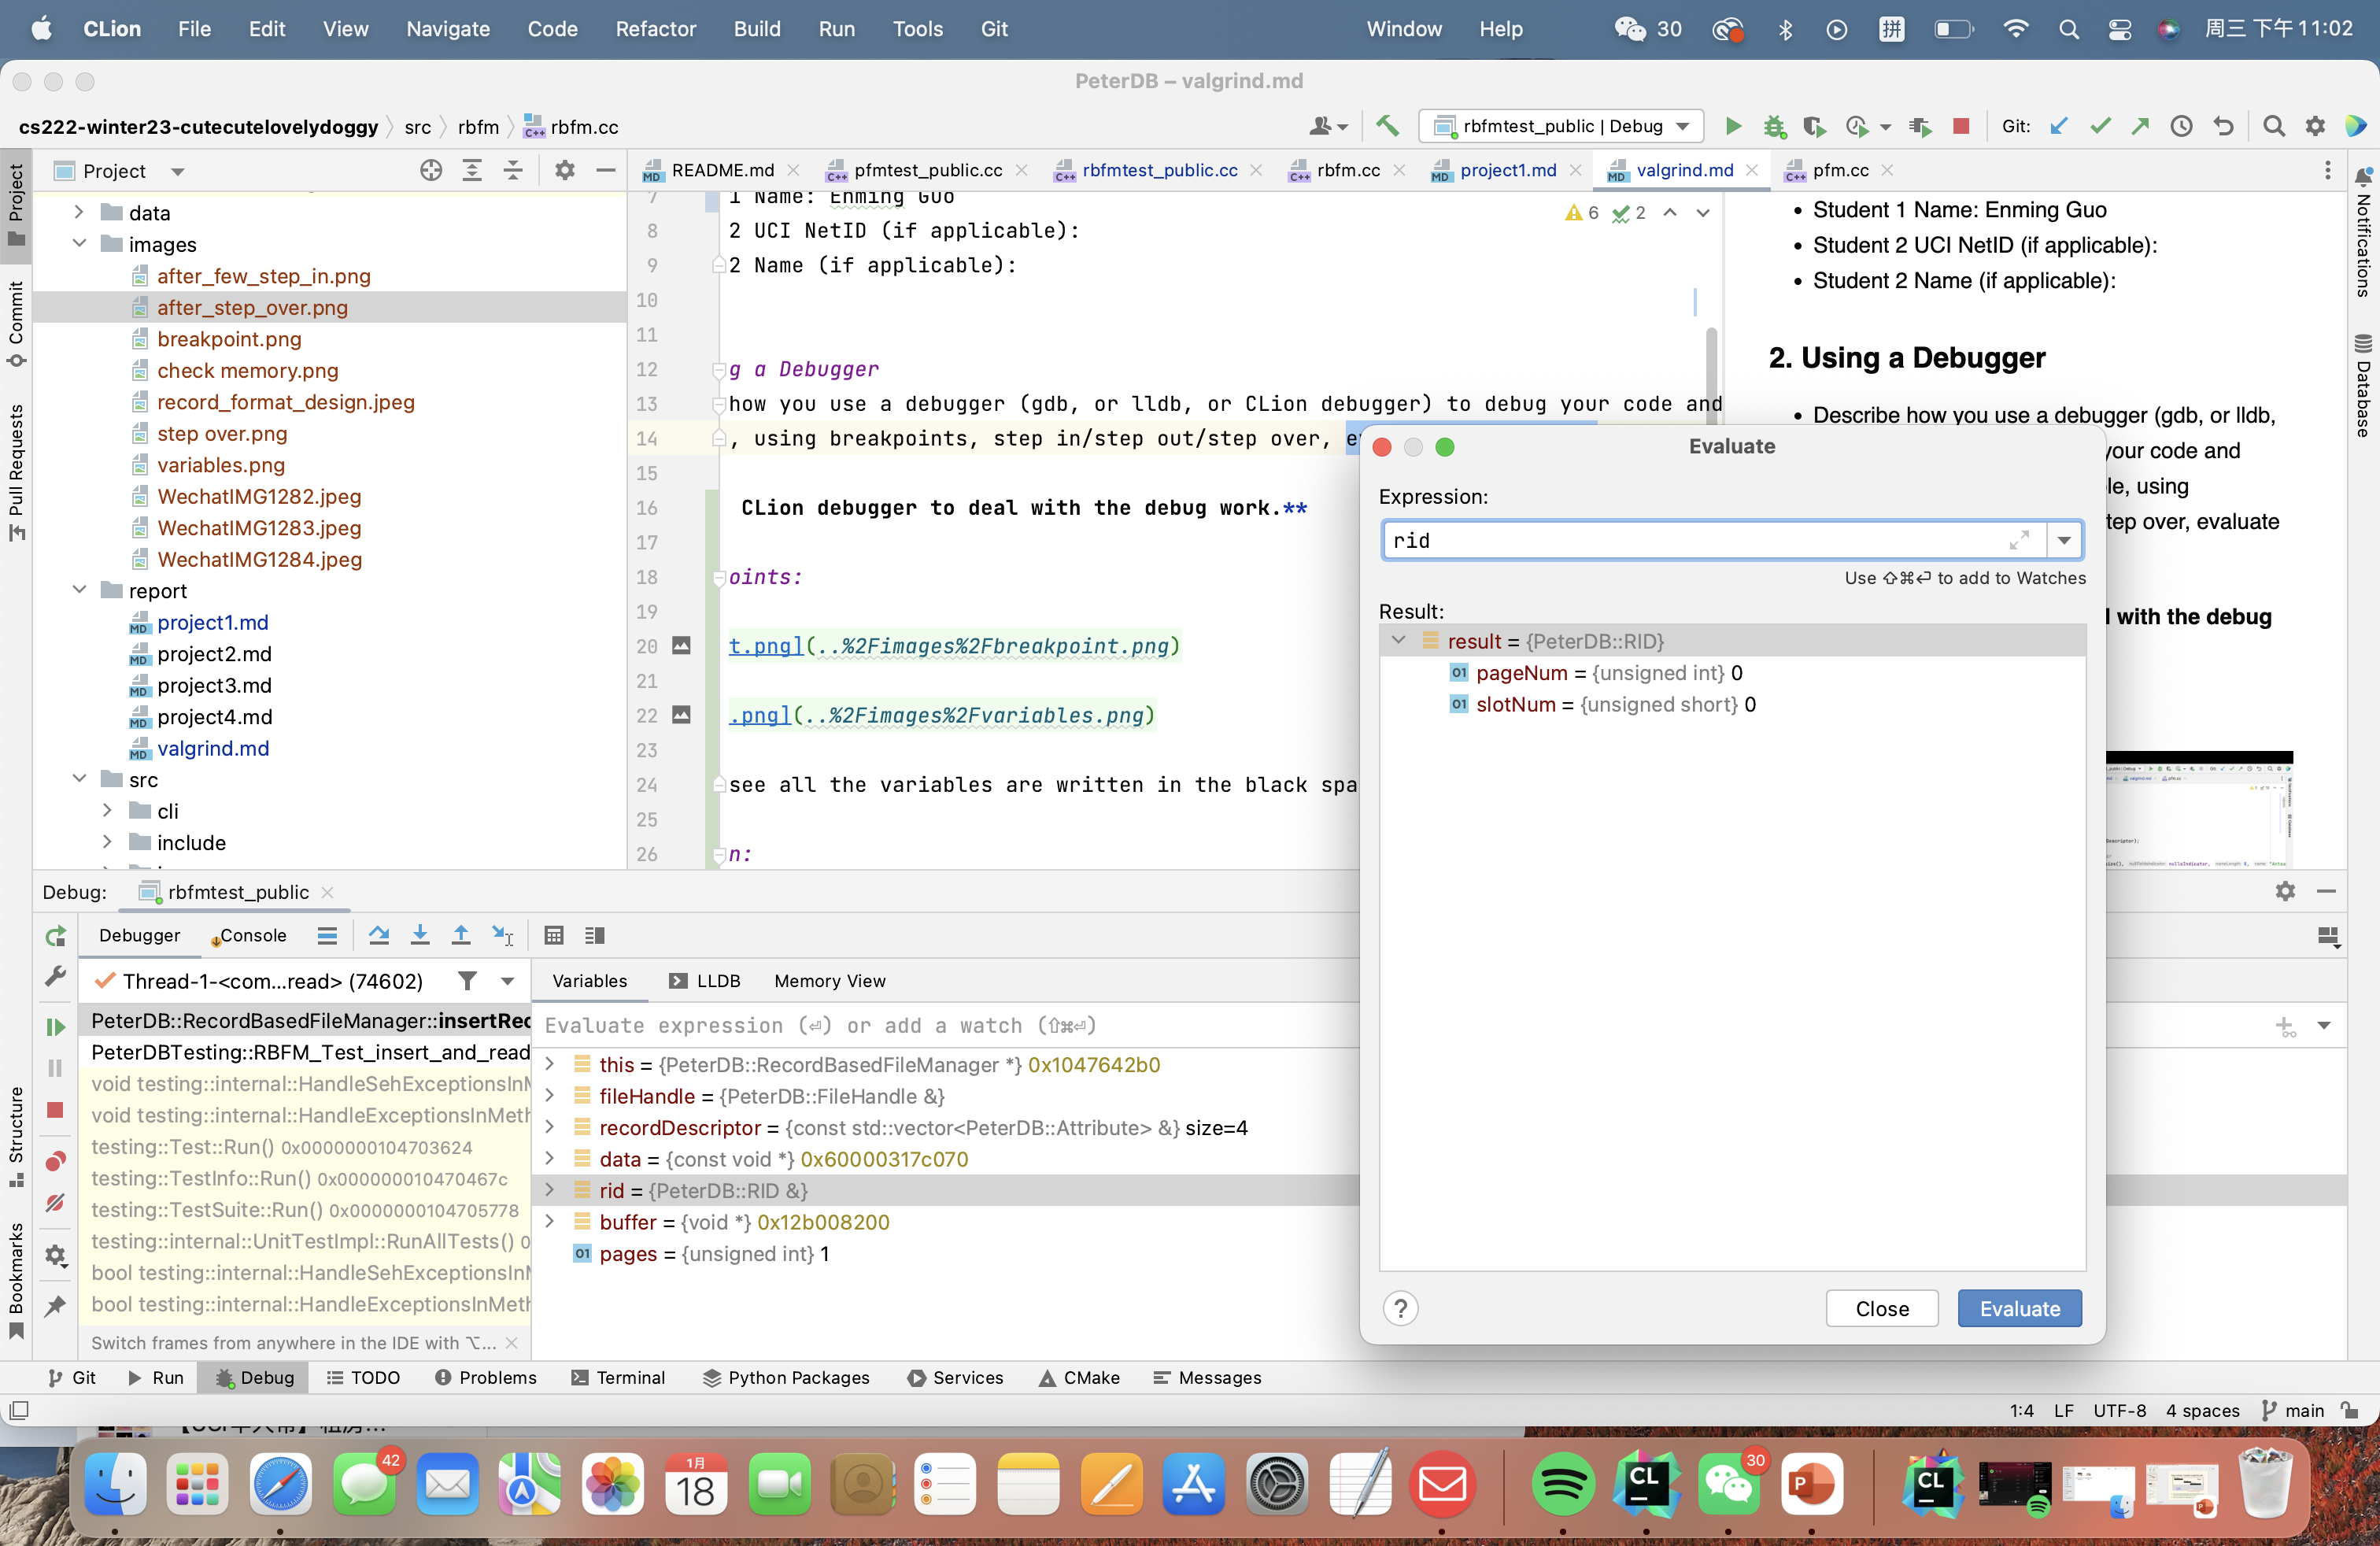 CLion File Edit View Navigate Code Refactor Build Run Tools Git Window Help 30 拼 周三 下午 11:02
PeterDB – valgrind.md
cs222-winter23-cutecutelovelydoggy src rbfm rbfm.cc rbfmtest_public | Debug Git:
Project README.md pfmtest_public.cc rbfmtest_public.cc rbfm.cc project1.md valgrind.md pfm.cc
Project
Commit
Pull Requests
Structure
Bookmarks
Notifications
Database
data
images
after_few_step_in.png
after_step_over.png
breakpoint.png
check memory.png
record_format_design.jpeg
step over.png
variables.png
WechatIMG1282.jpeg
WechatIMG1283.jpeg
WechatIMG1284.jpeg
report
project1.md
project2.md
project3.md
project4.md
valgrind.md
src
cli
include
6 2
7 1 Name: Enming Guo
8 2 UCI NetID (if applicable):
9 2 Name (if applicable):
10
11
12 g a Debugger
13 how you use a debugger (gdb, or lldb, or CLion debugger) to debug your code and
14 , using breakpoints, step in/step out/step over, e
15
16 CLion debugger to deal with the debug work.**
17
18 oints:
19
20 t.png](..%2Fimages%2Fbreakpoint.png)
21
22 .png](..%2Fimages%2Fvariables.png)
23
24 see all the variables are written in the black spa
25
26 n:
• Student 1 Name: Enming Guo
• Student 2 UCI NetID (if applicable):
• Student 2 Name (if applicable):
2. Using a Debugger
• Describe how you use a debugger (gdb, or lldb,
your code and
le, using
tep over, evaluate
with the debug
Evaluate
Expression:
rid
Use ⇧⌘⏎ to add to Watches
Result:
result = {PeterDB::RID}
pageNum = {unsigned int} 0
slotNum = {unsigned short} 0
? Close Evaluate
Debug: rbfmtest_public
Debugger Console
Thread-1-<com...read> (74602)
PeterDB::RecordBasedFileManager::insertRec
PeterDBTesting::RBFM_Test_insert_and_read
void testing::internal::HandleSehExceptionsInM
void testing::internal::HandleExceptionsInMeth
testing::Test::Run() 0x0000000104703624
testing::TestInfo::Run() 0x000000010470467c
testing::TestSuite::Run() 0x0000000104705778
testing::internal::UnitTestImpl::RunAllTests() 0
bool testing::internal::HandleSehExceptionsInM
bool testing::internal::HandleExceptionsInMeth
Switch frames from anywhere in the IDE with ⌥...
Variables LLDB Memory View
Evaluate expression (⏎) or add a watch (⇧⌘⏎)
this = {PeterDB::RecordBasedFileManager *} 0x1047642b0
fileHandle = {PeterDB::FileHandle &}
recordDescriptor = {const std::vector<PeterDB::Attribute> &} size=4
data = {const void *} 0x60000317c070
rid = {PeterDB::RID &}
buffer = {void *} 0x12b008200
pages = {unsigned int} 1
Git Run Debug TODO Problems Terminal Python Packages Services CMake Messages
1:4 LF UTF-8 4 spaces main
42 1月 18 CL 30 P CL